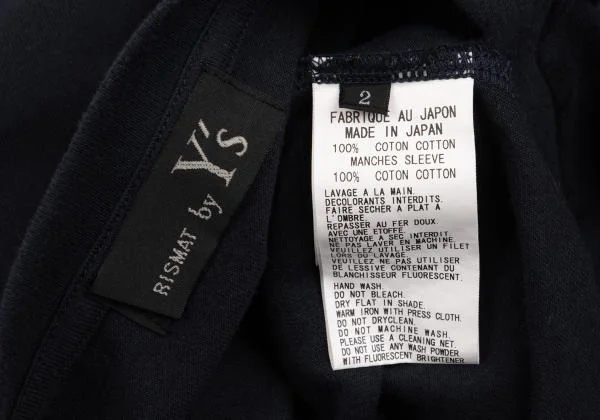 RISMAT by Y's
2
FABRIQUE AU JAPON
MADE IN JAPAN
100% COTON COTTON
MANCHES SLEEVE
100% COTON COTTON
LAVAGE A LA MAIN.
DECOLORANTS INTERDITS.
FAIRE SECHER A PLAT A
L'OMBRE.
REPASSER AU FER DOUX.
AVEC UNE ETOFFE.
NETTOYAGE A SEC INTERDIT
NE PAS LAVER EN MACHINE.
VEUILLEZ UTILISER UN FILET
LORS DU LAVAGE.
VEUILLEZ NE PAS UTILISER
DE LESSIVE CONTENANT DU
BLANCHISSEUR FLUORESCENT.
HAND WASH.
DO NOT BLEACH.
DRY FLAT IN SHADE.
WARM IRON WITH PRESS CLOTH.
DO NOT DRYCLEAN.
DO NOT MACHINE WASH.
PLEASE USE A CLEANING NET.
DO NOT USE ANY WASH POWDER
WITH FLUORESCENT BRIGHTENER